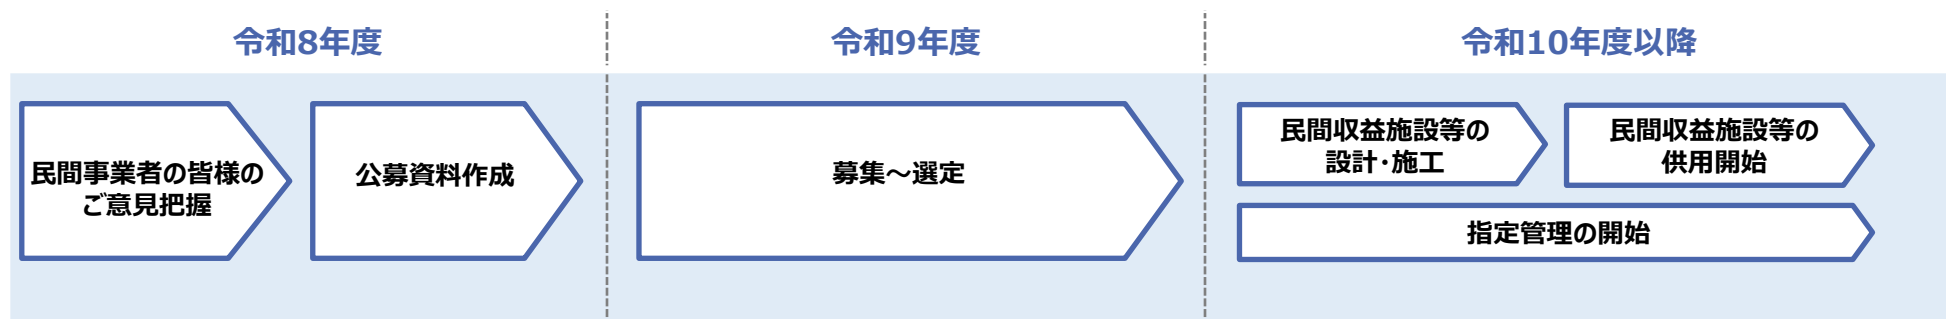 令和8年度
令和9年度
令和10年度以降
民間事業者の皆様の
ご意見把握
公募資料作成
募集～選定
民間収益施設等の
設計・施工
民間収益施設等の
供用開始
指定管理の開始